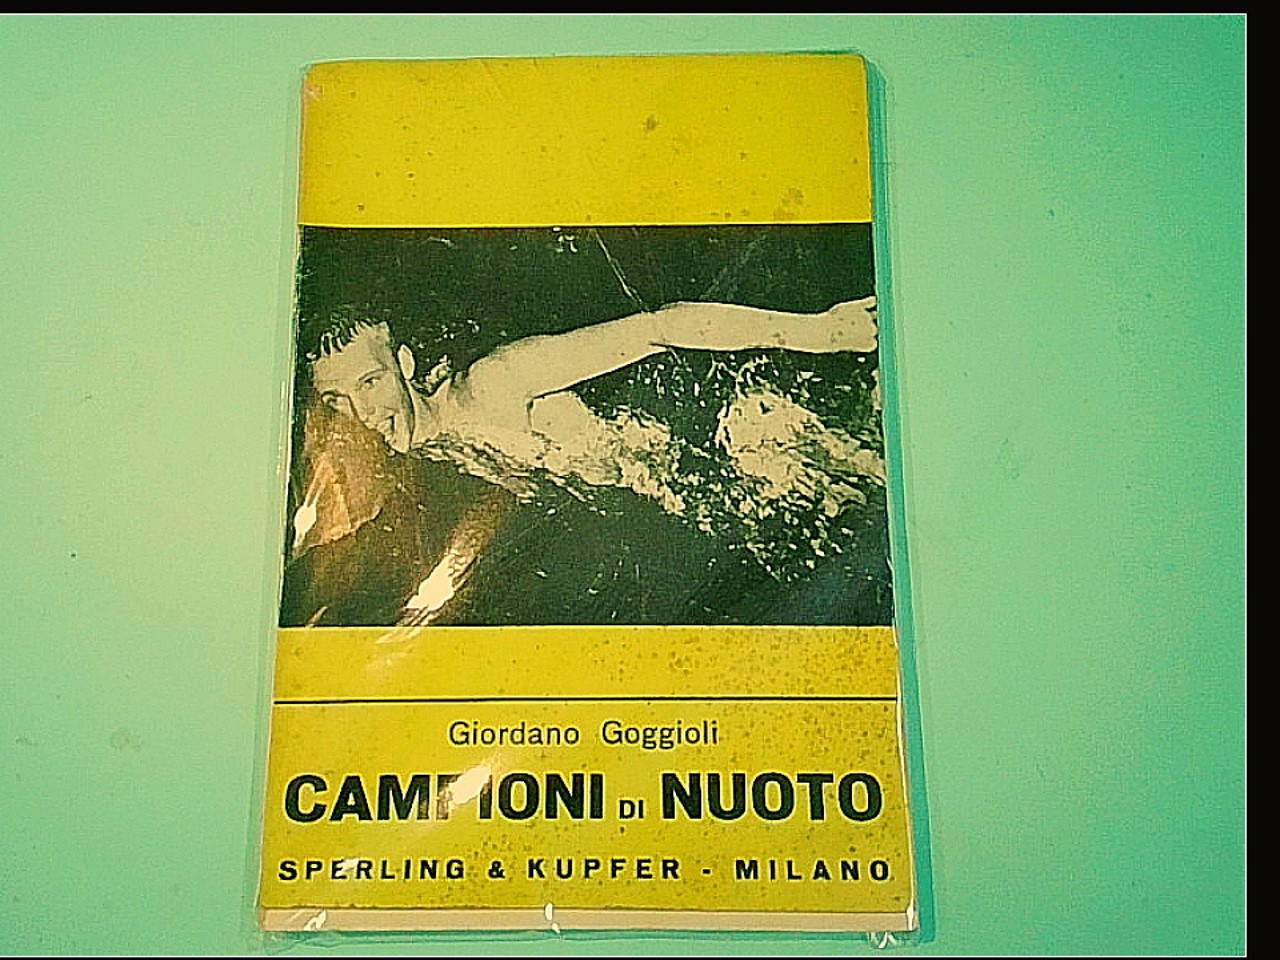 Giordano Goggioli
CAMPIONI DI NUOTO
SPERLING & KUPFER - MILANO